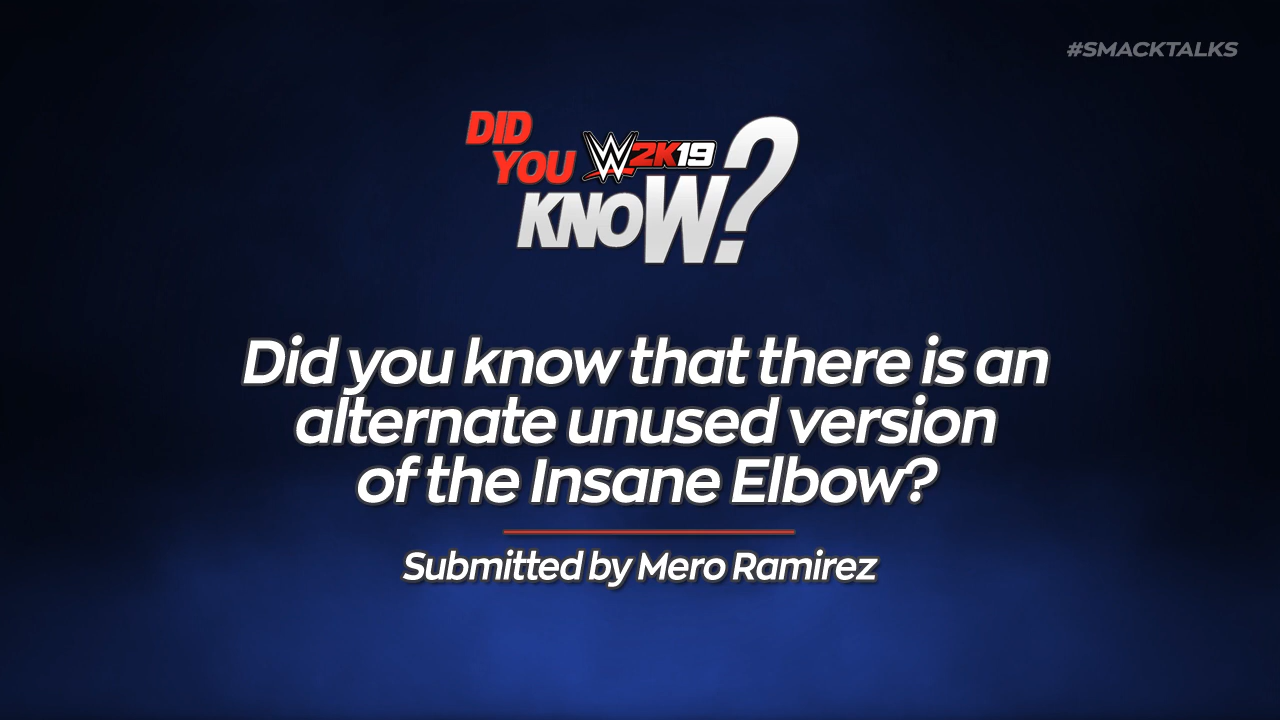 #SMACKTALKS
DID
YOU W 2K19
KNOW?
Did you know that there is an
alternate unused version
of the Insane Elbow?
Submitted by Mero Ramirez